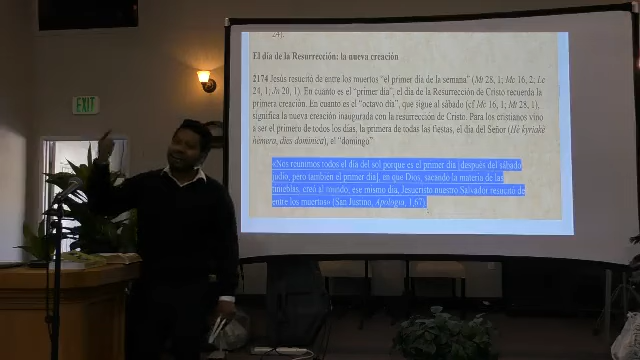 24).
El día de la Resurrección: la nueva creación
2174 Jesús resucitó de entre los muertos "el primer día de la semana" (Mt 28, 1; Mc 16, 2; Lc
24, 1; Jn 20, 1) En cuanto es el "primer día", el día de la Resurrección de Cristo recuerda la
primera creación. En cuanto es el "octavo día", que sigue al sábado (cf Mc 16, 1; Mt 28, 1),
significa la nueva creación inaugurada con la resurrección de Cristo. Para los cristianos vino
a ser el primero de todos los días, la primera de todas las fiestas, el día del Señor (Hè kyriakè
hèmera, dies dominica), el "domingo"
«Nos reunimos todos el día del sol porque es el primer día [después del sábado
judío, pero también el primer día], en que Dios, sacando la materia de las
tinieblas, creó al mundo; ese mismo día, Jesucristo nuestro Salvador resucitó de
entre los muertos» (San Justino, Apologia, 1,67).
EXIT